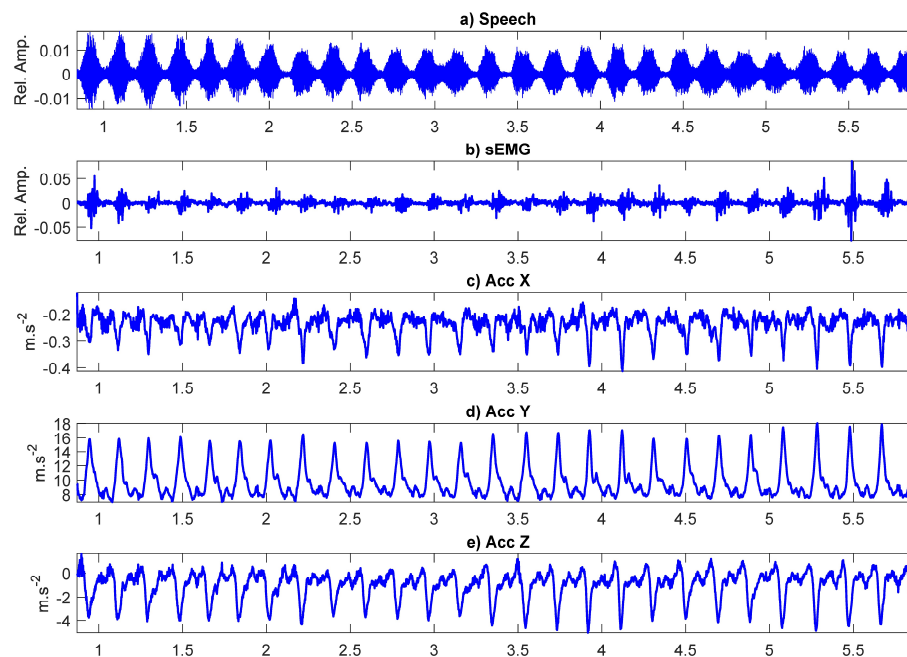 a) Speech
Rel. Amp.
0.01
0
-0.01
1 1.5 2 2.5 3 3.5 4 4.5 5 5.5
b) sEMG
Rel. Amp.
0.05
0
-0.05
1 1.5 2 2.5 3 3.5 4 4.5 5 5.5
c) Acc X
m.s-2
-0.2
-0.3
-0.4
1 1.5 2 2.5 3 3.5 4 4.5 5 5.5
d) Acc Y
m.s-2
18
16
14
12
10
8
1 1.5 2 2.5 3 3.5 4 4.5 5 5.5
e) Acc Z
m.s-2
0
-2
-4
1 1.5 2 2.5 3 3.5 4 4.5 5 5.5